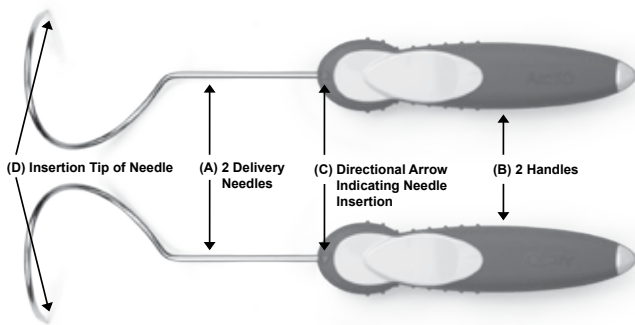 (D) Insertion Tip of Needle
(A) 2 Delivery
Needles
(C) Directional Arrow
Indicating Needle
Insertion
(B) 2 Handles